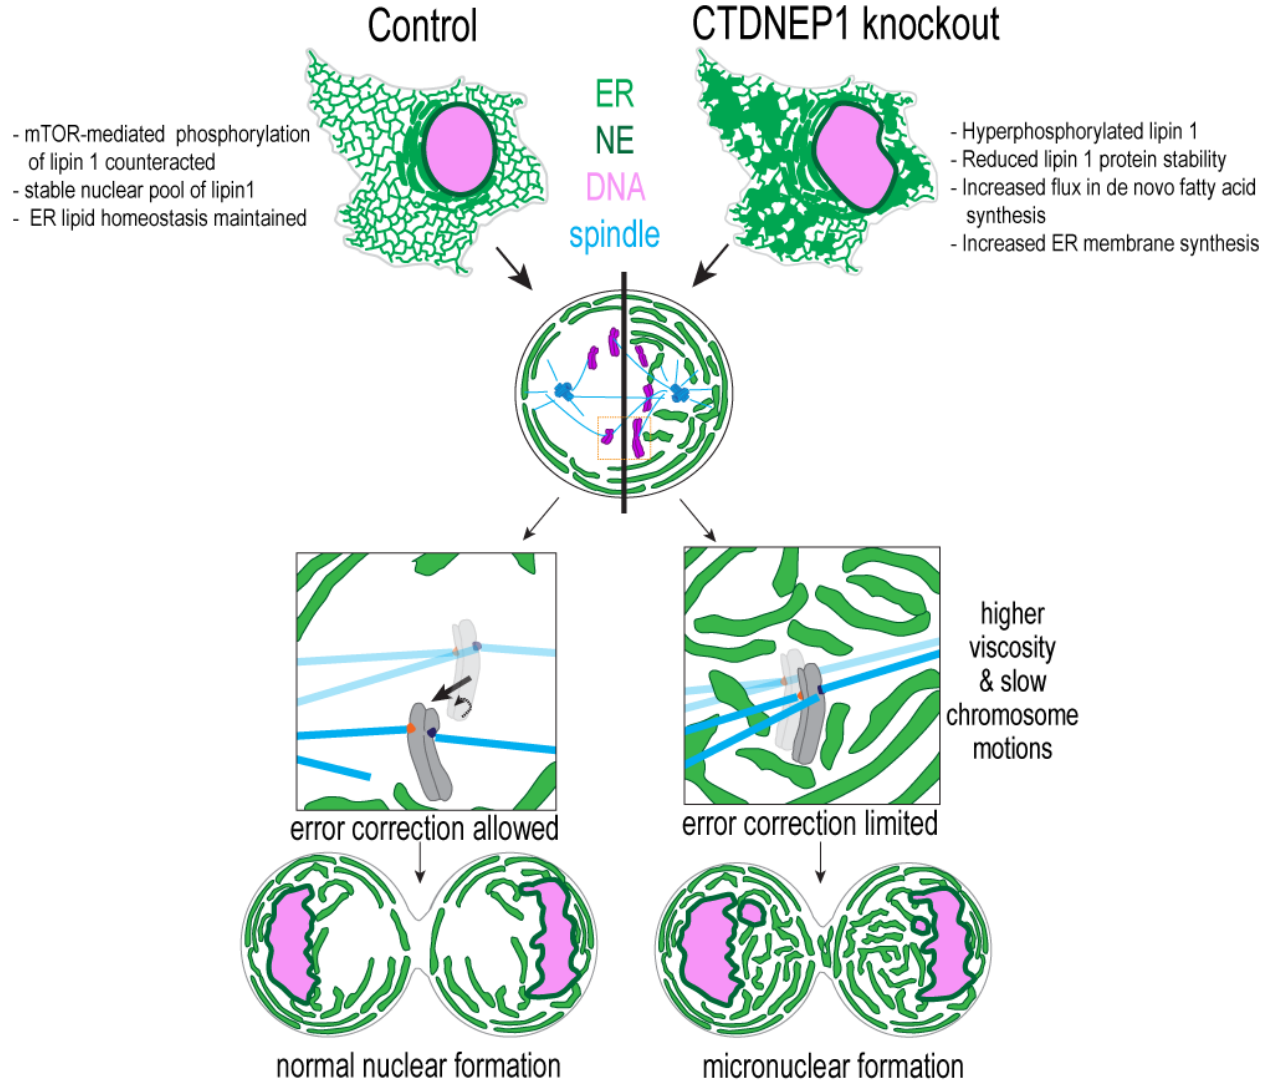 Control
CTDNEP1 knockout
- mTOR-mediated phosphorylation
of lipin 1 counteracted
- stable nuclear pool of lipin1
- ER lipid homeostasis maintained
ER
NE
DNA
spindle
- Hyperphosphorylated lipin 1
- Reduced lipin 1 protein stability
- Increased flux in de novo fatty acid
synthesis
- Increased ER membrane synthesis
higher
viscosity
& slow
chromosome
motions
error correction allowed
error correction limited
normal nuclear formation
micronuclear formation